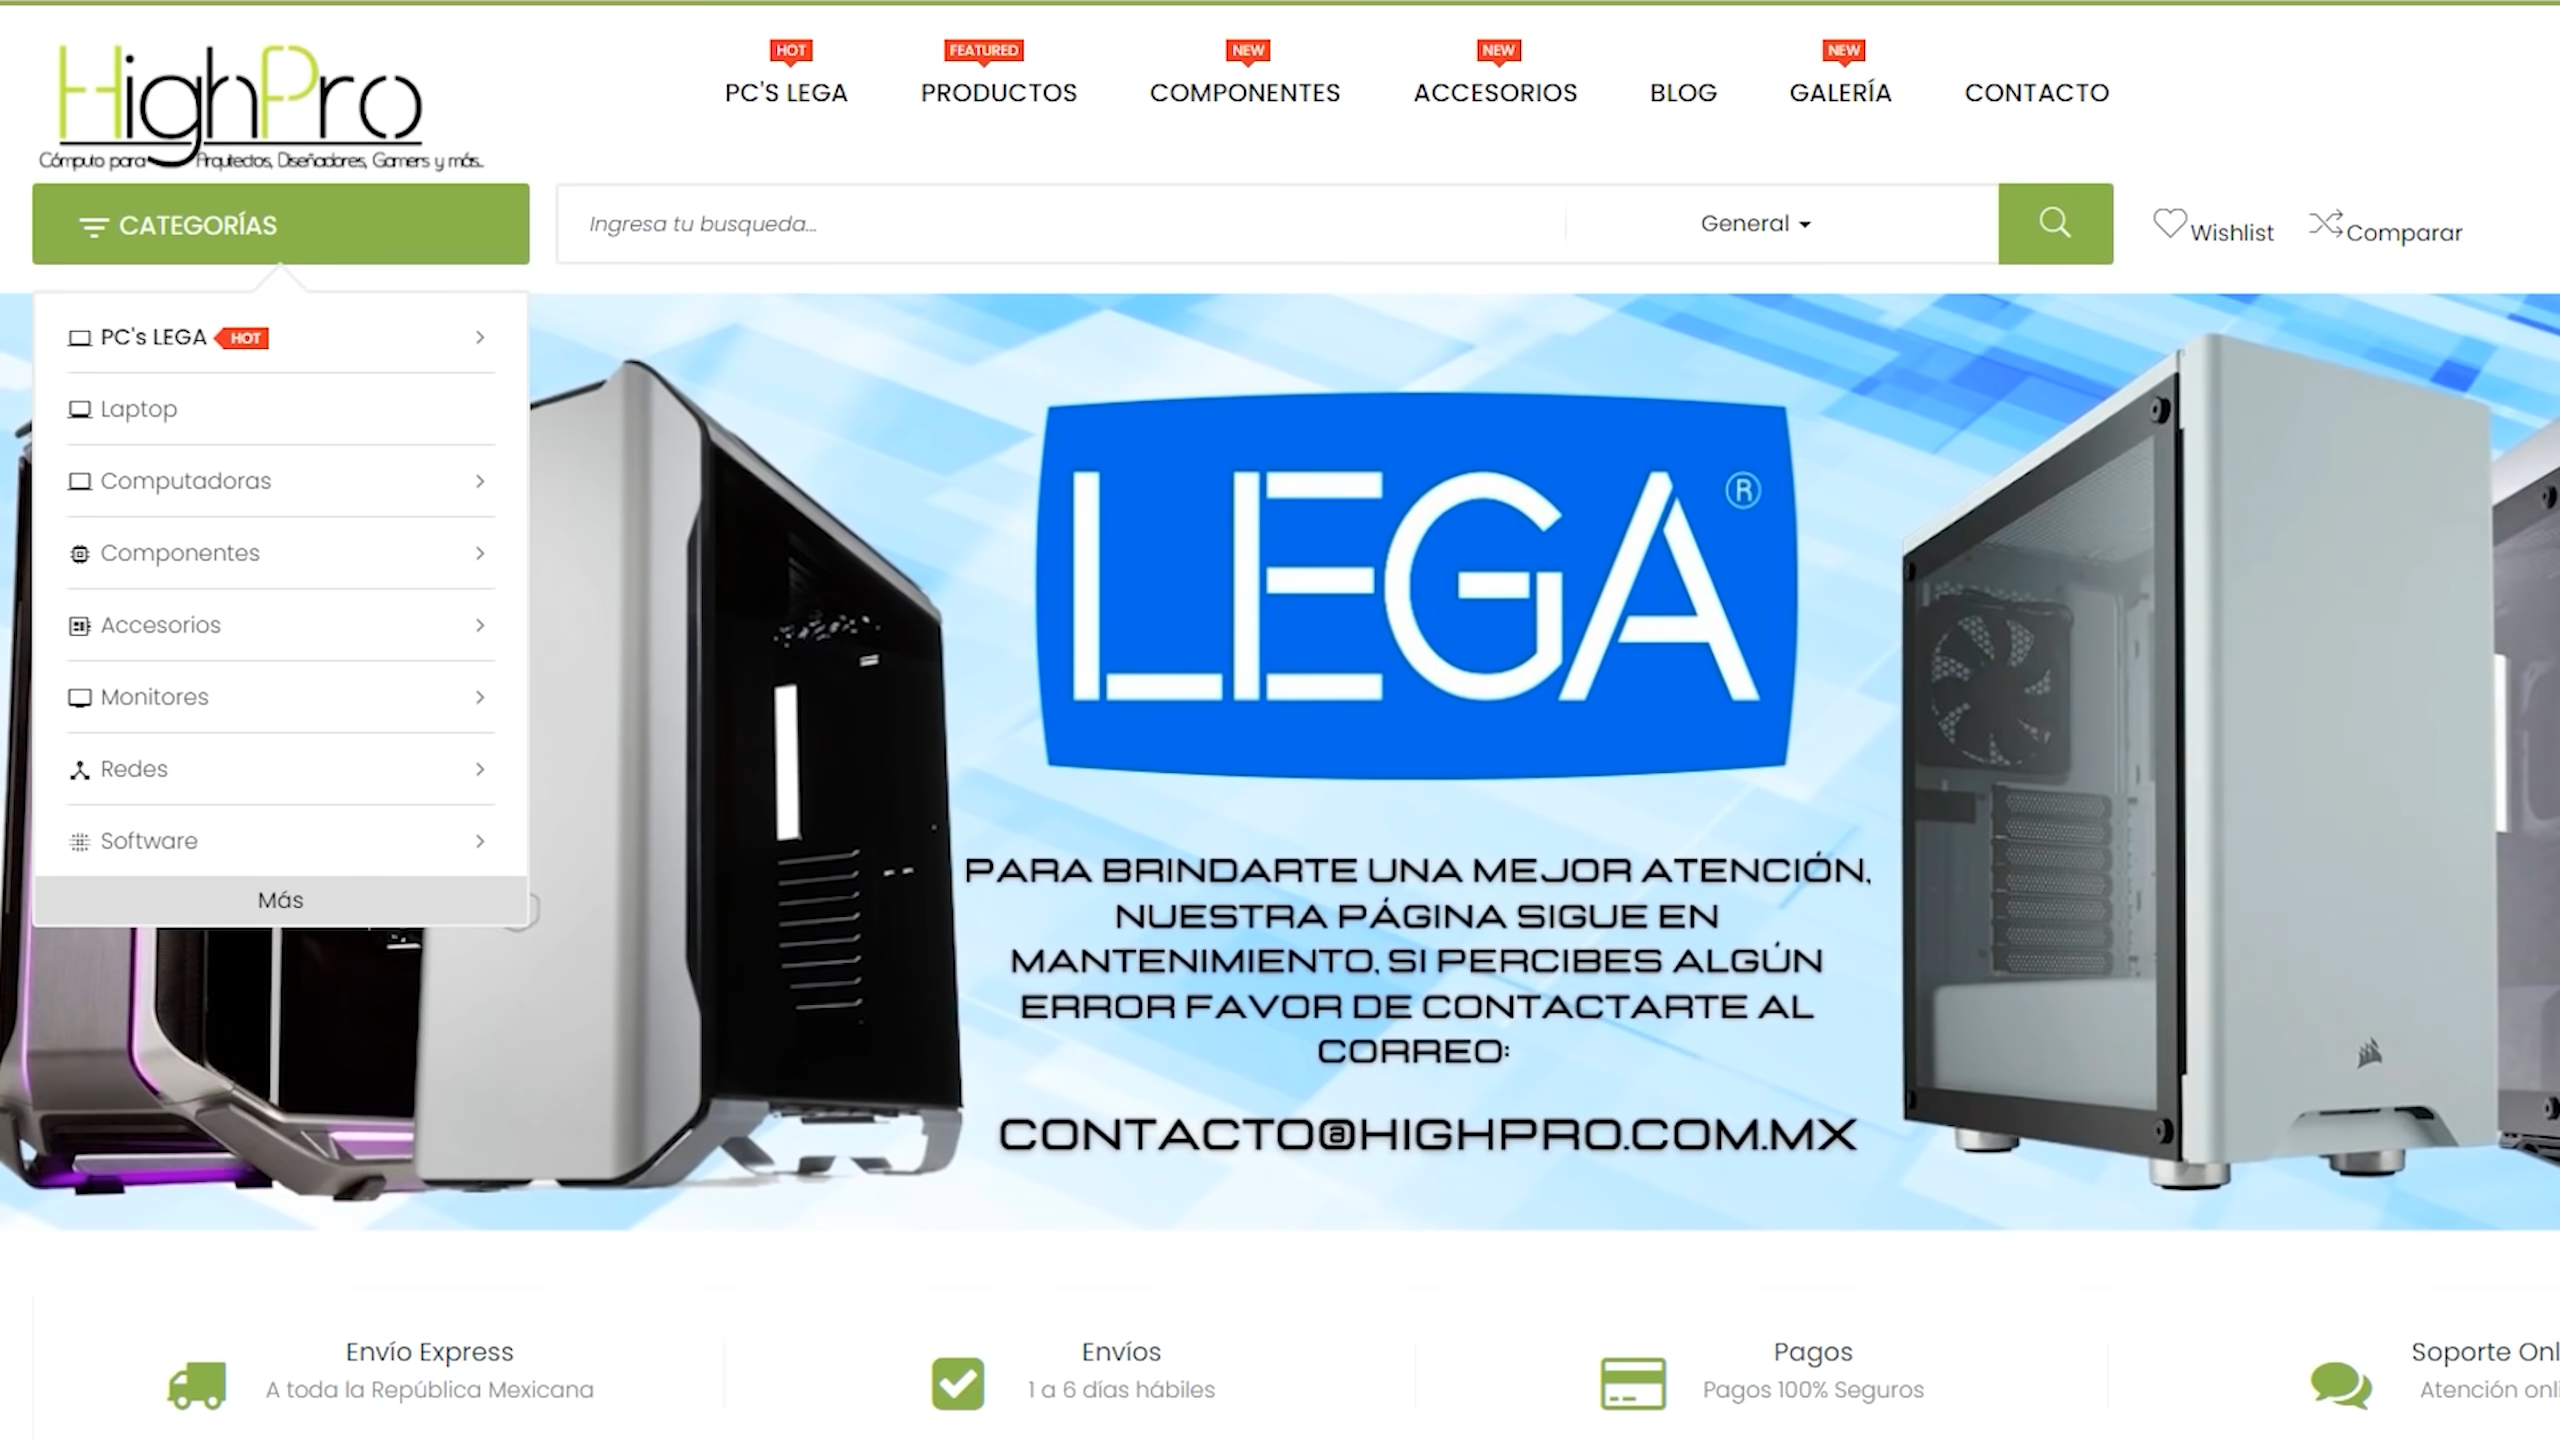 HighPro
Cómputo para Arquitectos, Diseñadores, Gamers y más...
HOT
PC'S LEGA
FEATURED
PRODUCTOS
NEW
COMPONENTES
NEW
ACCESORIOS
BLOG
NEW
GALERÍA
CONTACTO
CATEGORÍAS
Ingresa tu busqueda...
General
Wishlist
Comparar
PC's LEGA HOT
Laptop
Computadoras
Componentes
Accesorios
Monitores
Redes
Software
Más
LEGA ®
PARA BRINDARTE UNA MEJOR ATENCIÓN,
NUESTRA PÁGINA SIGUE EN
MANTENIMIENTO, SI PERCIBES ALGÚN
ERROR FAVOR DE CONTACTARTE AL
CORREO:
CONTACTO@HIGHPRO.COM.MX
Envío Express
A toda la República Mexicana
Envíos
1 a 6 días hábiles
Pagos
Pagos 100% Seguros
Soporte Onl
Atención onli